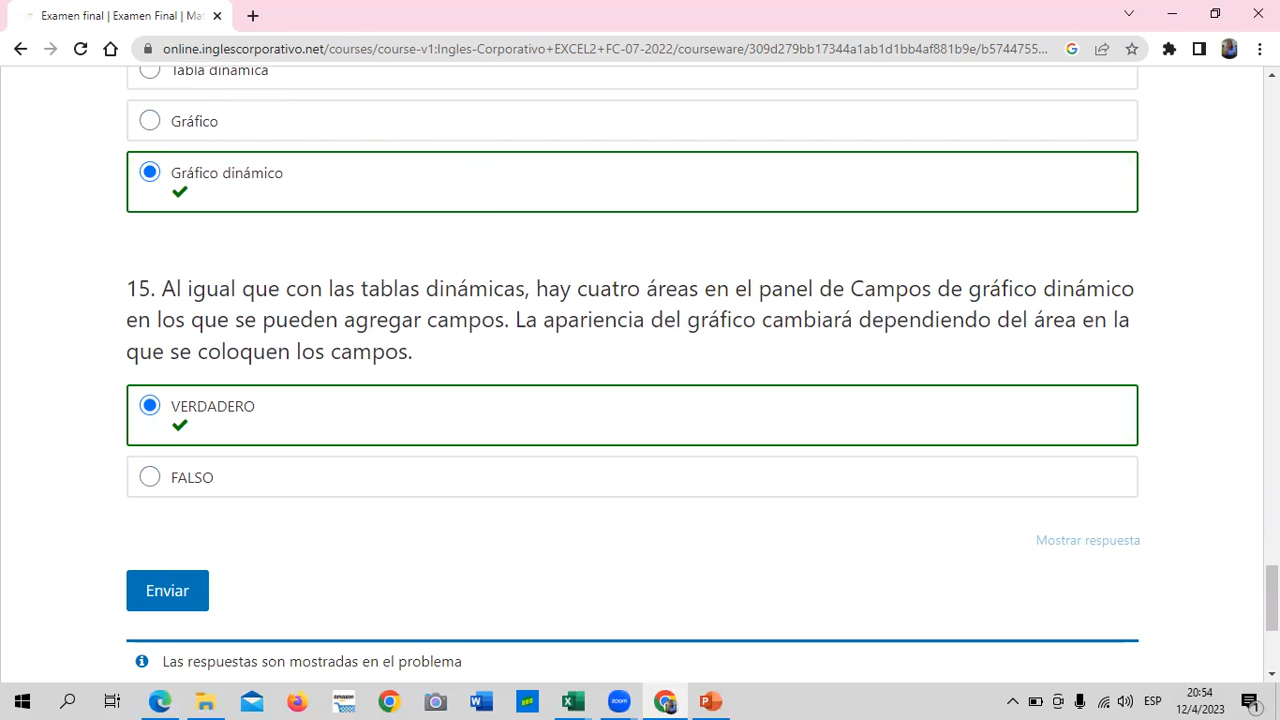 Examen final | Examen Final | Ma
online.inglescorporativo.net/courses/course-v1:Ingles-Corporativo+EXCEL2+FC-07-2022/courseware/309d279bb17344a1ab1d1bb4af881b9e/b5744755...
Tabla dinámica
Gráfico
Gráfico dinámico
15. Al igual que con las tablas dinámicas, hay cuatro áreas en el panel de Campos de gráfico dinámico
en los que se pueden agregar campos. La apariencia del gráfico cambiará dependiendo del área en la
que se coloquen los campos.
VERDADERO
FALSO
Mostrar respuesta
Enviar
Las respuestas son mostradas en el problema
amazon
zoom
ESP
20:54
12/4/2023
1